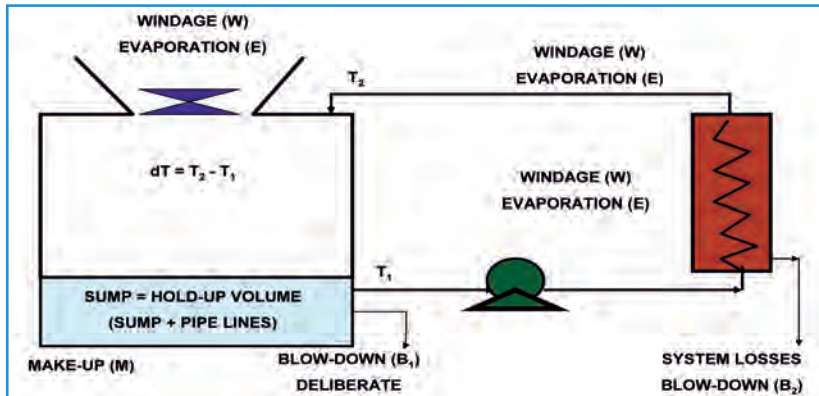 WINDAGE (W)
EVAPORATION (E)
WINDAGE (W)
EVAPORATION (E)
T₂
dT = T₂ - T₁
WINDAGE (W)
EVAPORATION (E)
T₁
SUMP = HOLD-UP VOLUME
(SUMP + PIPE LINES)
MAKE-UP (M)
BLOW-DOWN (B₁)
DELIBERATE
SYSTEM LOSSES
BLOW-DOWN (B₂)